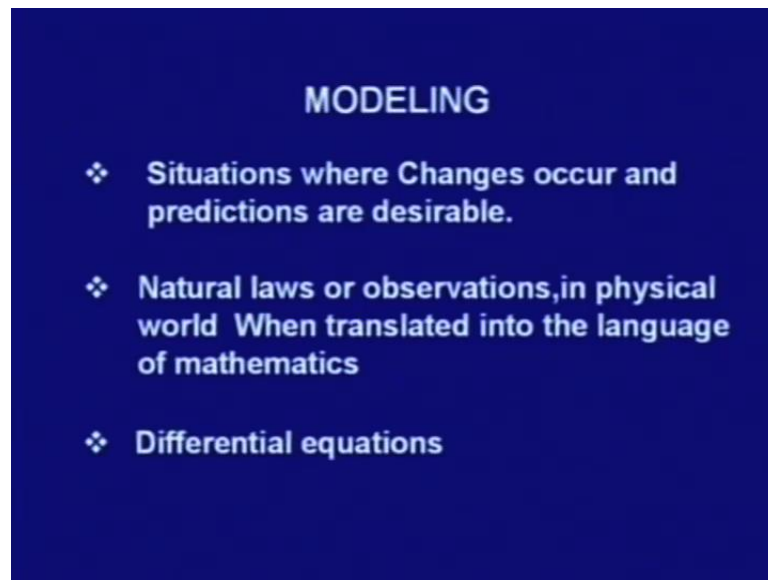 MODELING
Situations where Changes occur and
predictions are desirable.
Natural laws or observations,in physical
world When translated into the language
of mathematics
Differential equations